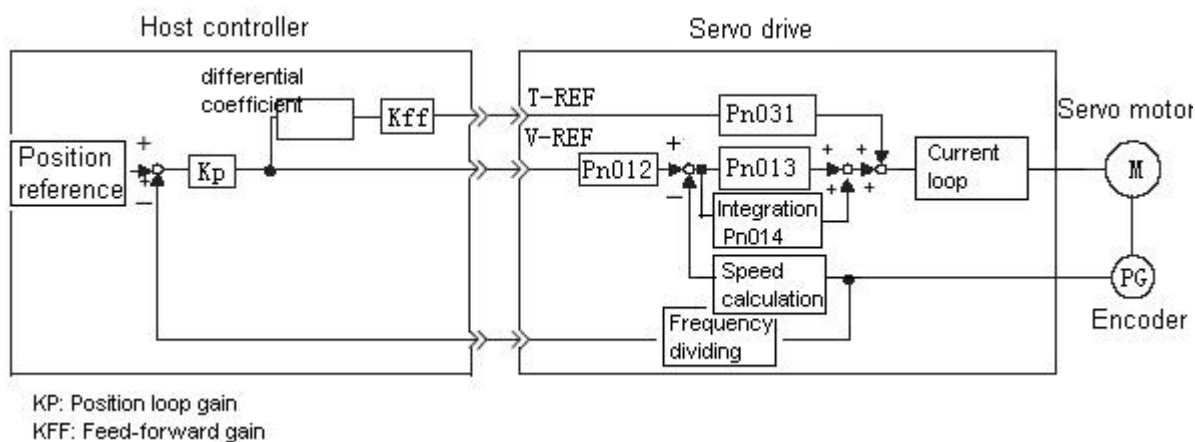 Host controller
Servo drive
differential
coefficient
Kff
T-REF
Pn031
Servo motor
+
V-REF
+
+
+
Position
reference
+
Kp
Pn012
Pn013
Current
loop
M
−
−
+
+
Integration
Pn014
Speed
calculation
PG
Encoder
Frequency
dividing
KP: Position loop gain
KFF: Feed-forward gain